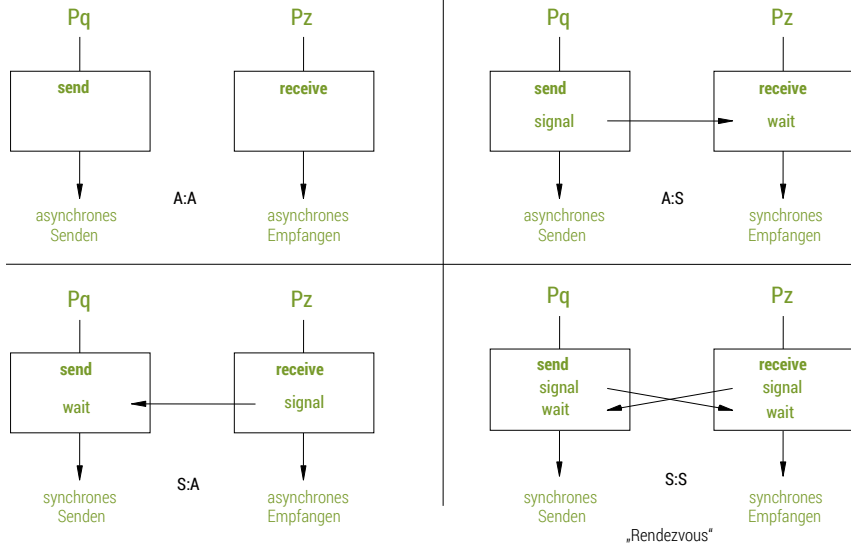 Pq
Pz
send
receive
A:A
asynchrones
Senden
asynchrones
Empfangen
Pq
Pz
send
receive
signal
wait
A:S
asynchrones
Senden
synchrones
Empfangen
Pq
Pz
send
receive
wait
signal
S:A
synchrones
Senden
asynchrones
Empfangen
Pq
Pz
send
receive
signal
signal
wait
wait
S:S
synchrones
Senden
synchrones
Empfangen
„Rendezvous“